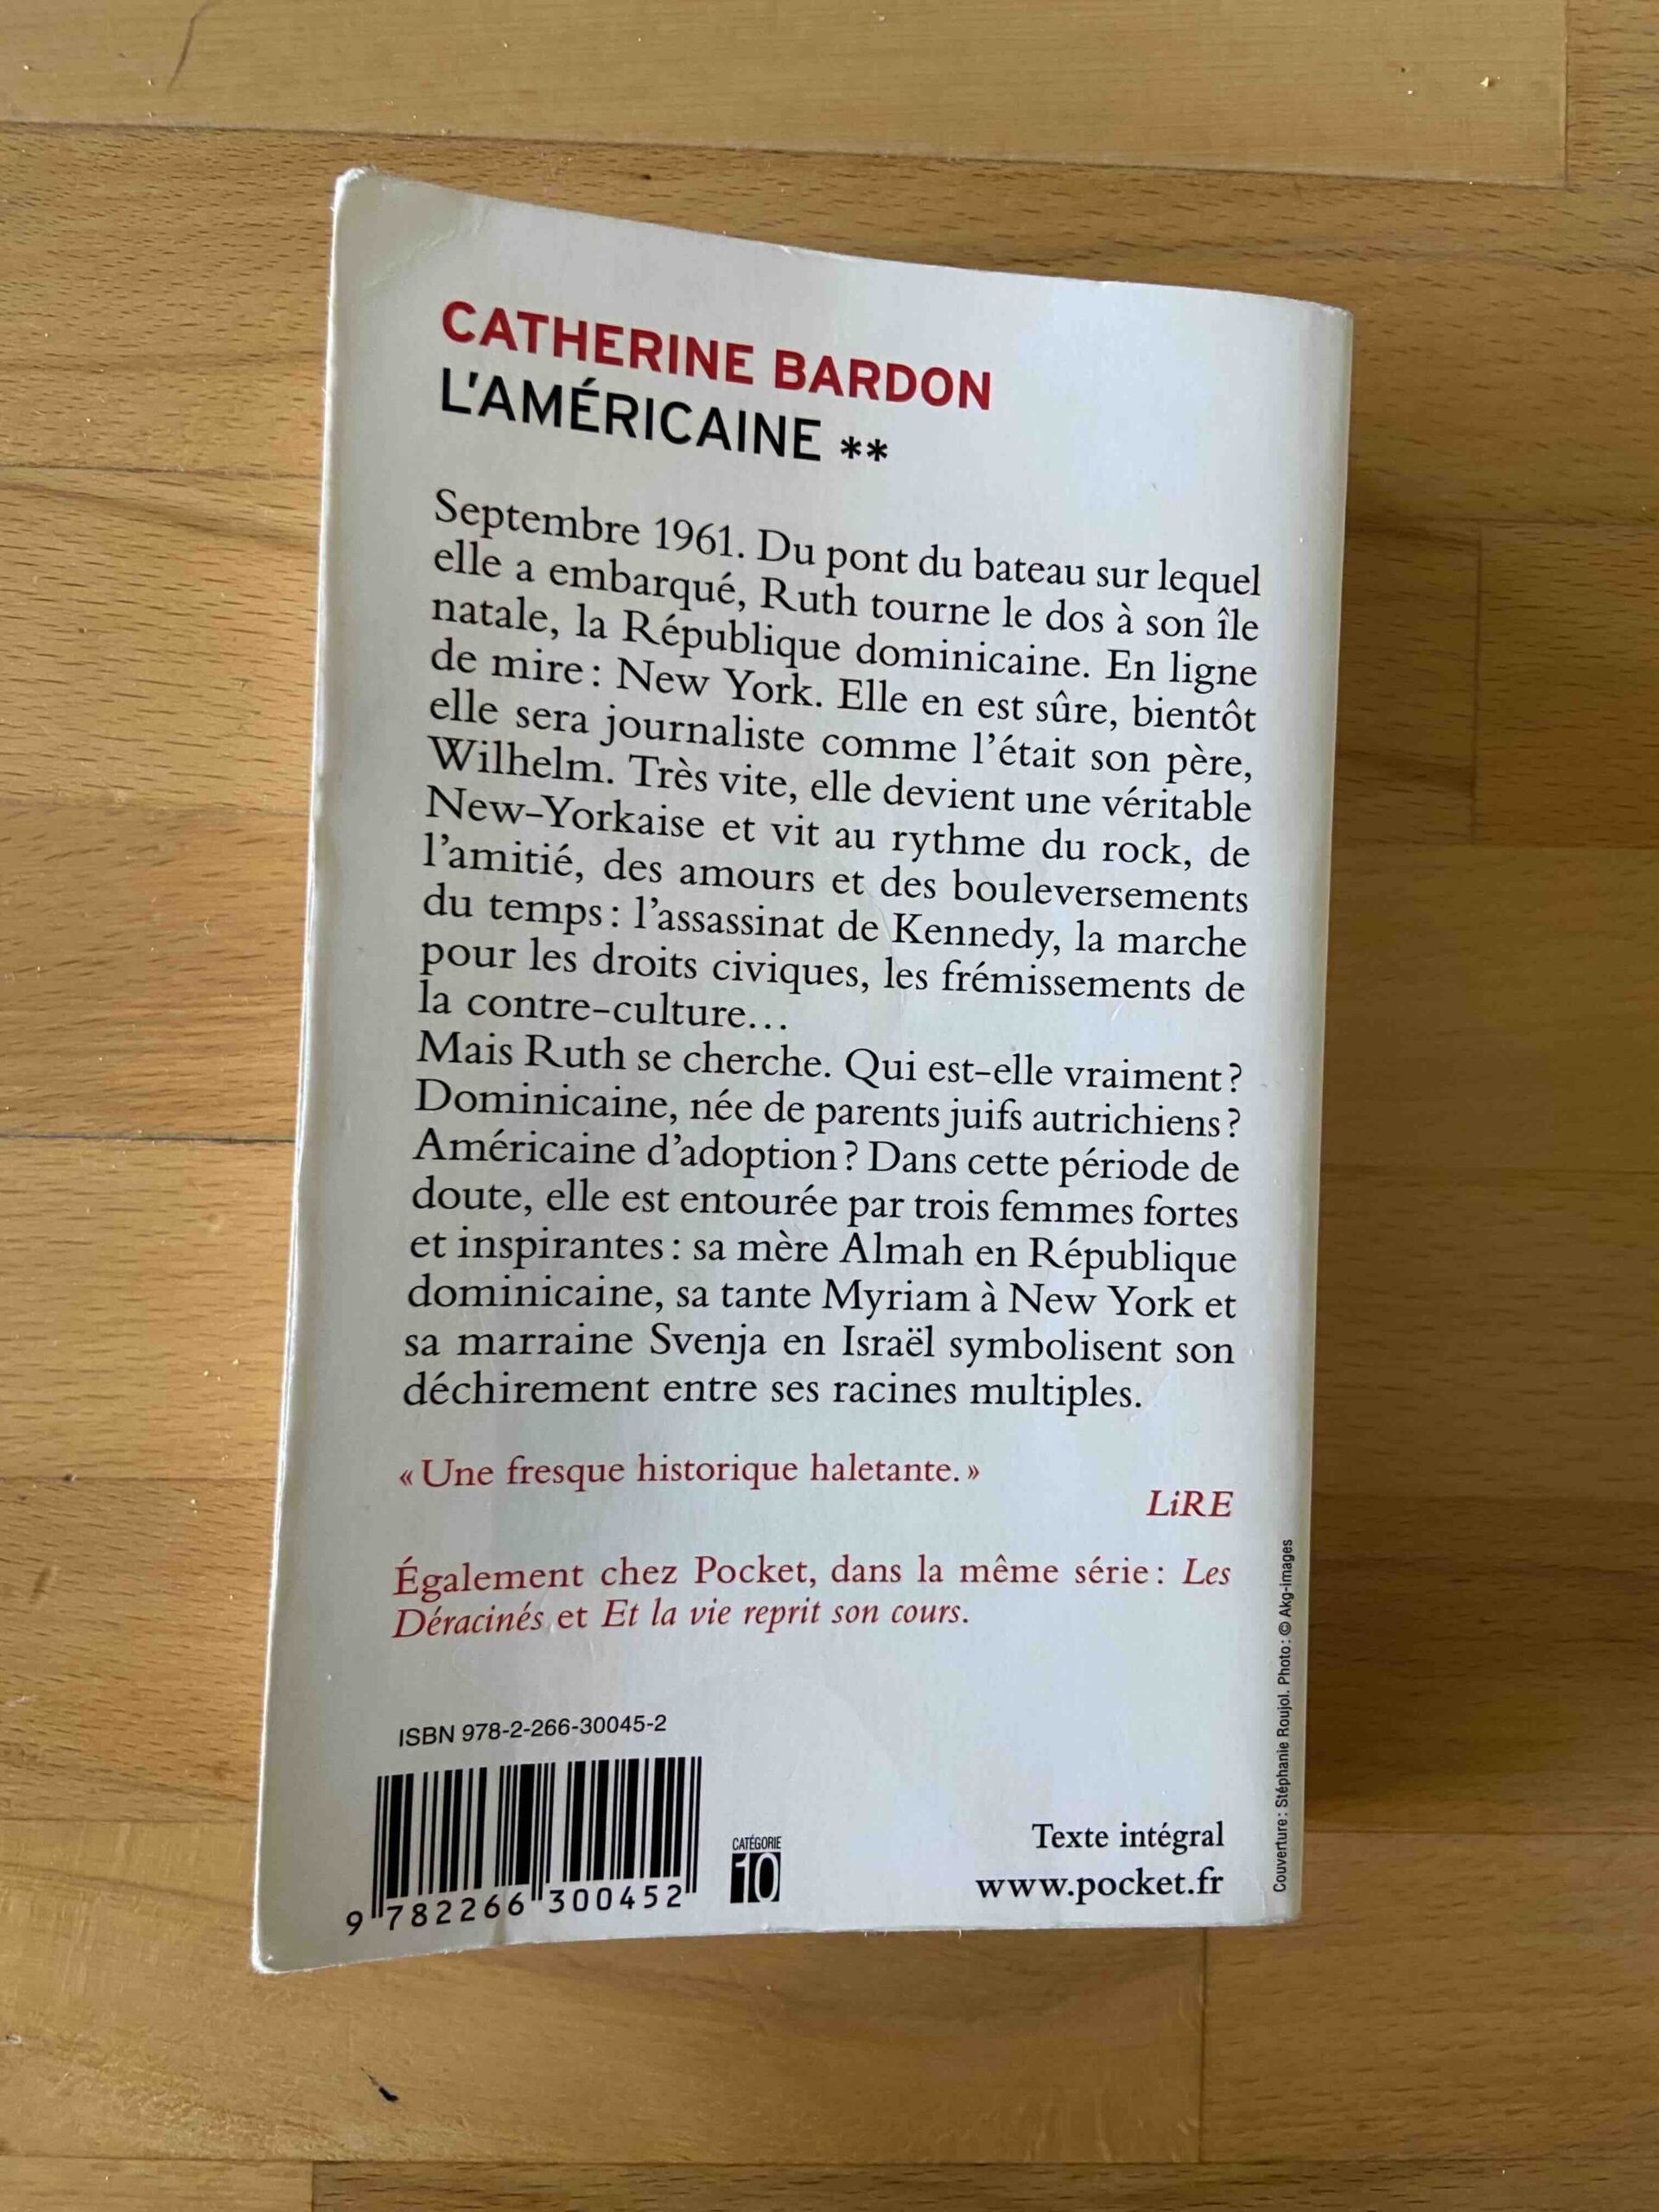 CATHERINE BARDON
L'AMÉRICAINE **
Septembre 1961. Du pont du bateau sur lequel
elle a embarqué, Ruth tourne le dos à son île
natale, la République dominicaine. En ligne
de mire : New York. Elle en est sûre, bientôt
elle sera journaliste comme l'était son père,
Wilhelm. Très vite, elle devient une véritable
New-Yorkaise et vit au rythme du rock, de
l'amitié, des amours et des bouleversements
du temps : l'assassinat de Kennedy, la marche
pour les droits civiques, les frémissements de
la contre-culture...
Mais Ruth se cherche. Qui est-elle vraiment ?
Dominicaine, née de parents juifs autrichiens ?
Américaine d'adoption ? Dans cette période de
doute, elle est entourée par trois femmes fortes
et inspirantes : sa mère Almah en République
dominicaine, sa tante Myriam à New York et
sa marraine Svenja en Israël symbolisent son
déchirement entre ses racines multiples.
« Une fresque historique haletante. »
LiRE
Également chez Pocket, dans la même série : Les
Déracinés et Et la vie reprit son cours.
ISBN 978-2-266-30045-2
9 782266 300452
CATÉGORIE
10
Texte intégral
www.pocket.fr
Couverture : Stéphanie Roujol. Photo : © Akg-images